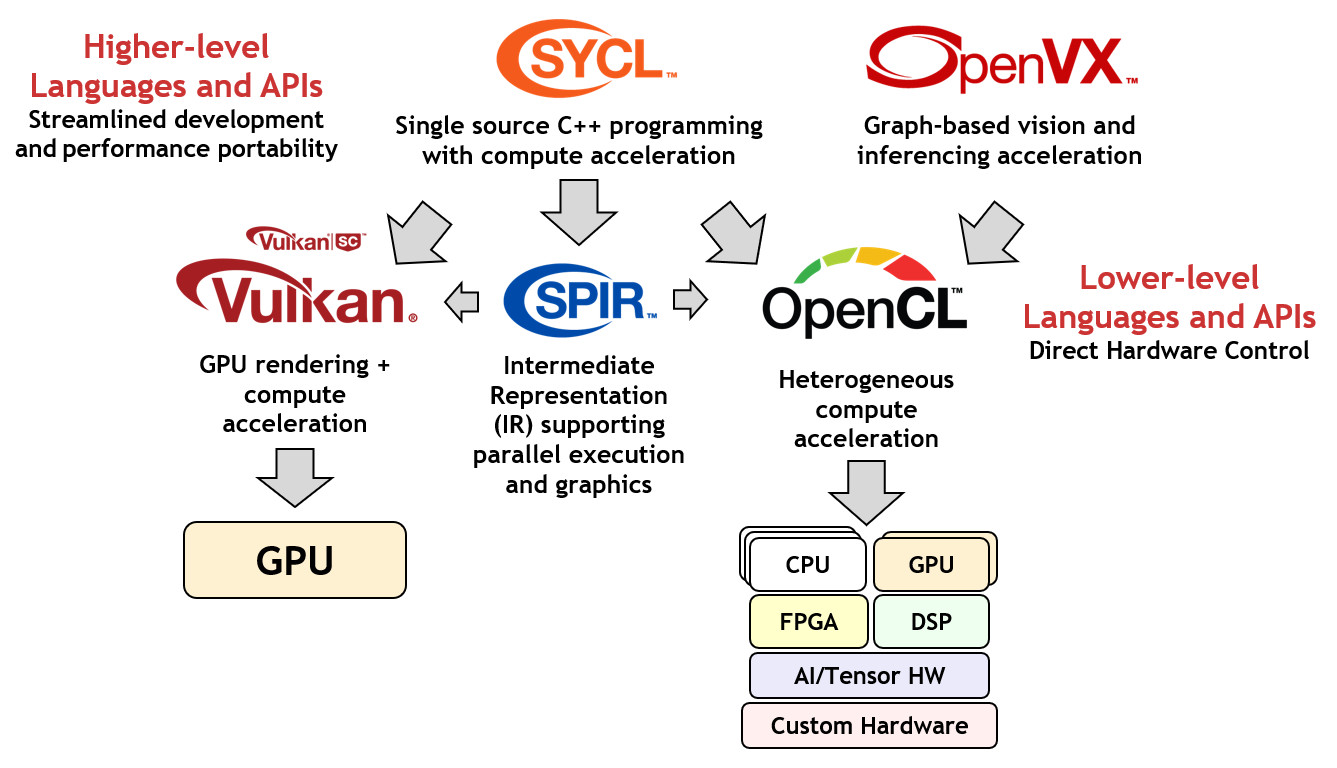 Higher-level
Languages and APIs
Streamlined development
and performance portability
SYCL™
Single source C++ programming
with compute acceleration
OpenVX™
Graph-based vision and
inferencing acceleration
Vulkan SC™
Vulkan®
GPU rendering +
compute
acceleration
SPIR™
Intermediate
Representation
(IR) supporting
parallel execution
and graphics
OpenCL™
Heterogeneous
compute
acceleration
Lower-level
Languages and APIs
Direct Hardware Control
GPU
CPU
GPU
FPGA
DSP
AI/Tensor HW
Custom Hardware